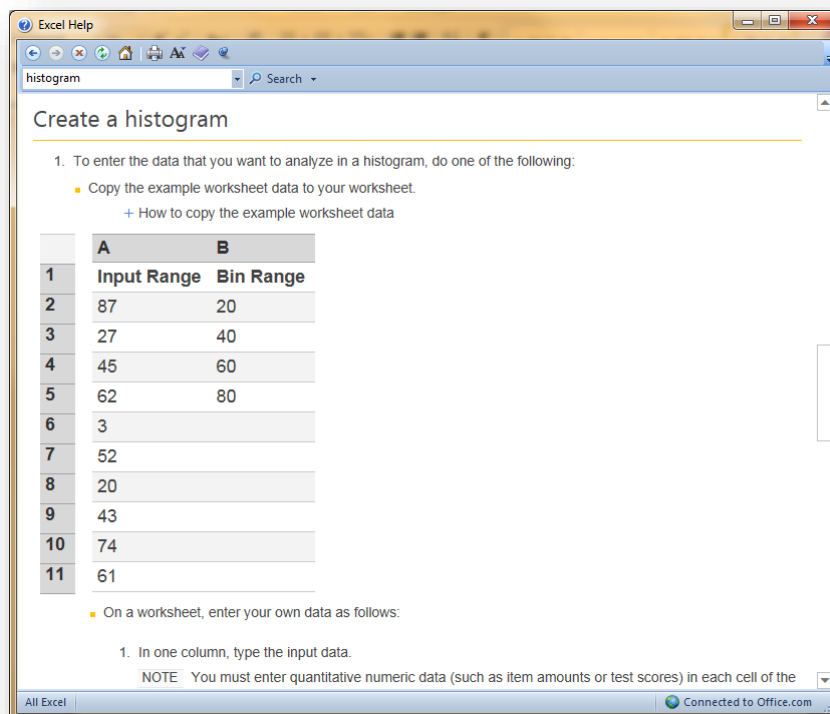 Excel Help
histogram
Search
Create a histogram
1. To enter the data that you want to analyze in a histogram, do one of the following:
Copy the example worksheet data to your worksheet.
+ How to copy the example worksheet data
A B
1 Input Range Bin Range
2 87 20
3 27 40
4 45 60
5 62 80
6 3
7 52
8 20
9 43
10 74
11 61
On a worksheet, enter your own data as follows:
1. In one column, type the input data.
NOTE You must enter quantitative numeric data (such as item amounts or test scores) in each cell of the
All Excel Connected to Office.com